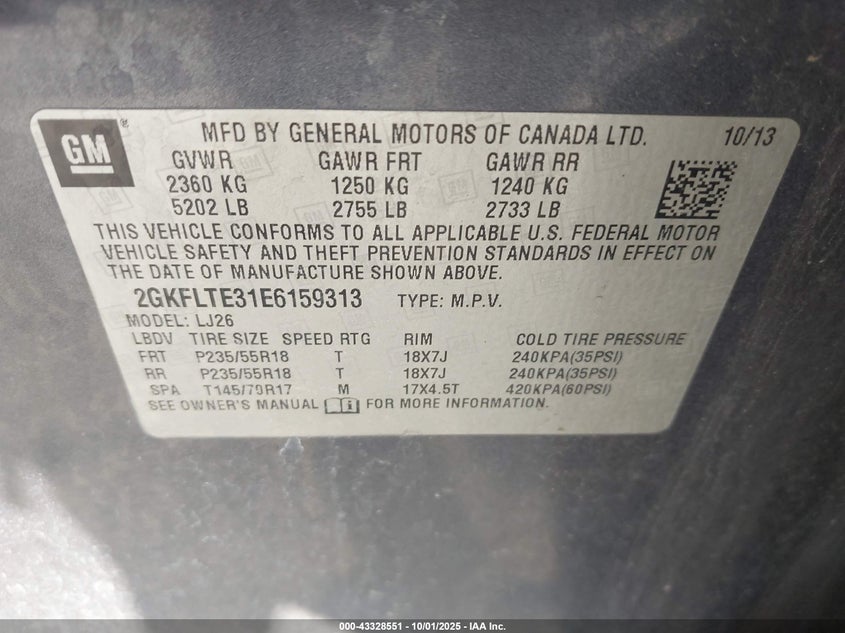 GM
®
MFD BY GENERAL MOTORS OF CANADA LTD. 10/13
GVWR GAWR FRT GAWR RR
2360 KG 1250 KG 1240 KG
5202 LB 2755 LB 2733 LB
THIS VEHICLE CONFORMS TO ALL APPLICABLE U.S. FEDERAL MOTOR
VEHICLE SAFETY AND THEFT PREVENTION STANDARDS IN EFFECT ON
THE DATE OF MANUFACTURE SHOWN ABOVE.
2GKFLTE31E6159313 TYPE: M.P.V.
MODEL: LJ26
LBDV TIRE SIZE SPEED RTG RIM COLD TIRE PRESSURE
FRT P235/55R18 T 18X7J 240KPA(35PSI)
RR P235/55R18 T 18X7J 240KPA(35PSI)
SPA T145/70R17 M 17X4.5T 420KPA(60PSI)
SEE OWNER'S MANUAL FOR MORE INFORMATION.
000-43328551 - 10/01/2025 - IAA Inc.